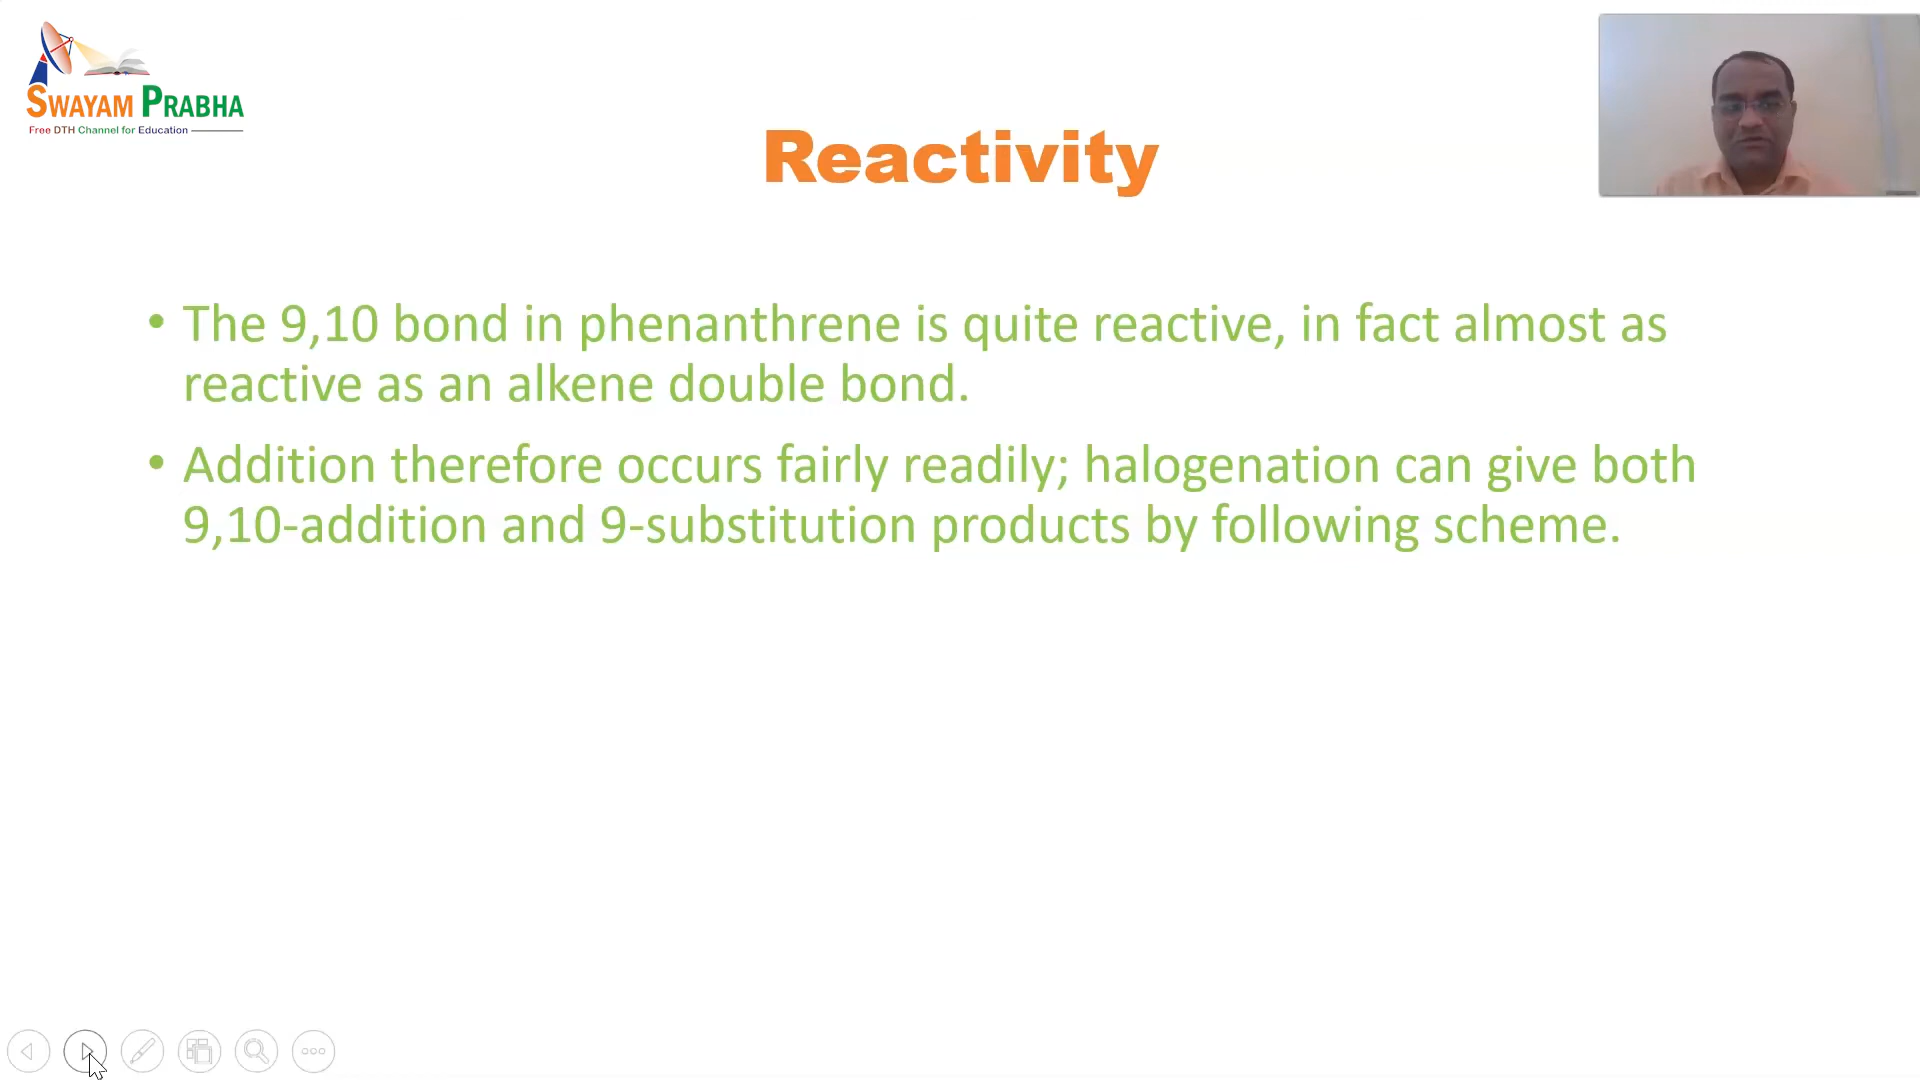 SWAYAM PRABHA
Free DTH Channel for Education
Reactivity
• The 9,10 bond in phenanthrene is quite reactive, in fact almost as
reactive as an alkene double bond.
• Addition therefore occurs fairly readily; halogenation can give both
9,10-addition and 9-substitution products by following scheme.